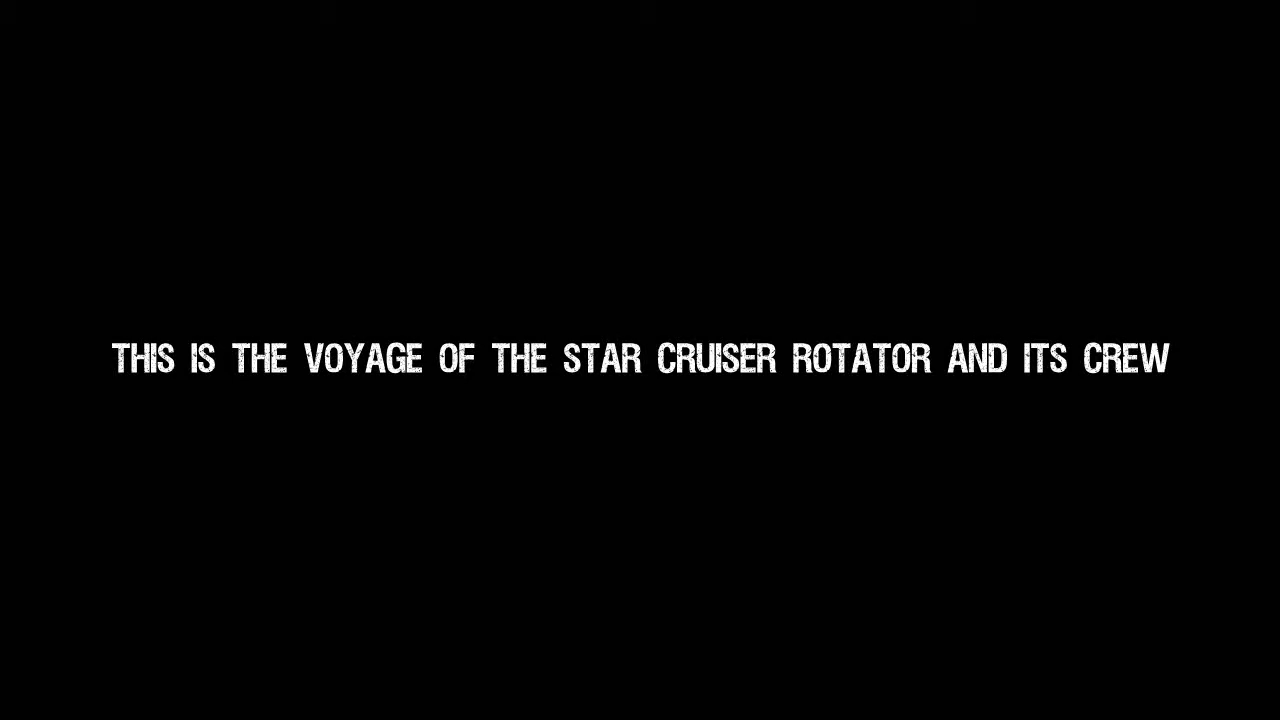 THIS IS THE VOYAGE OF THE STAR CRUISER ROTATOR AND ITS CREW